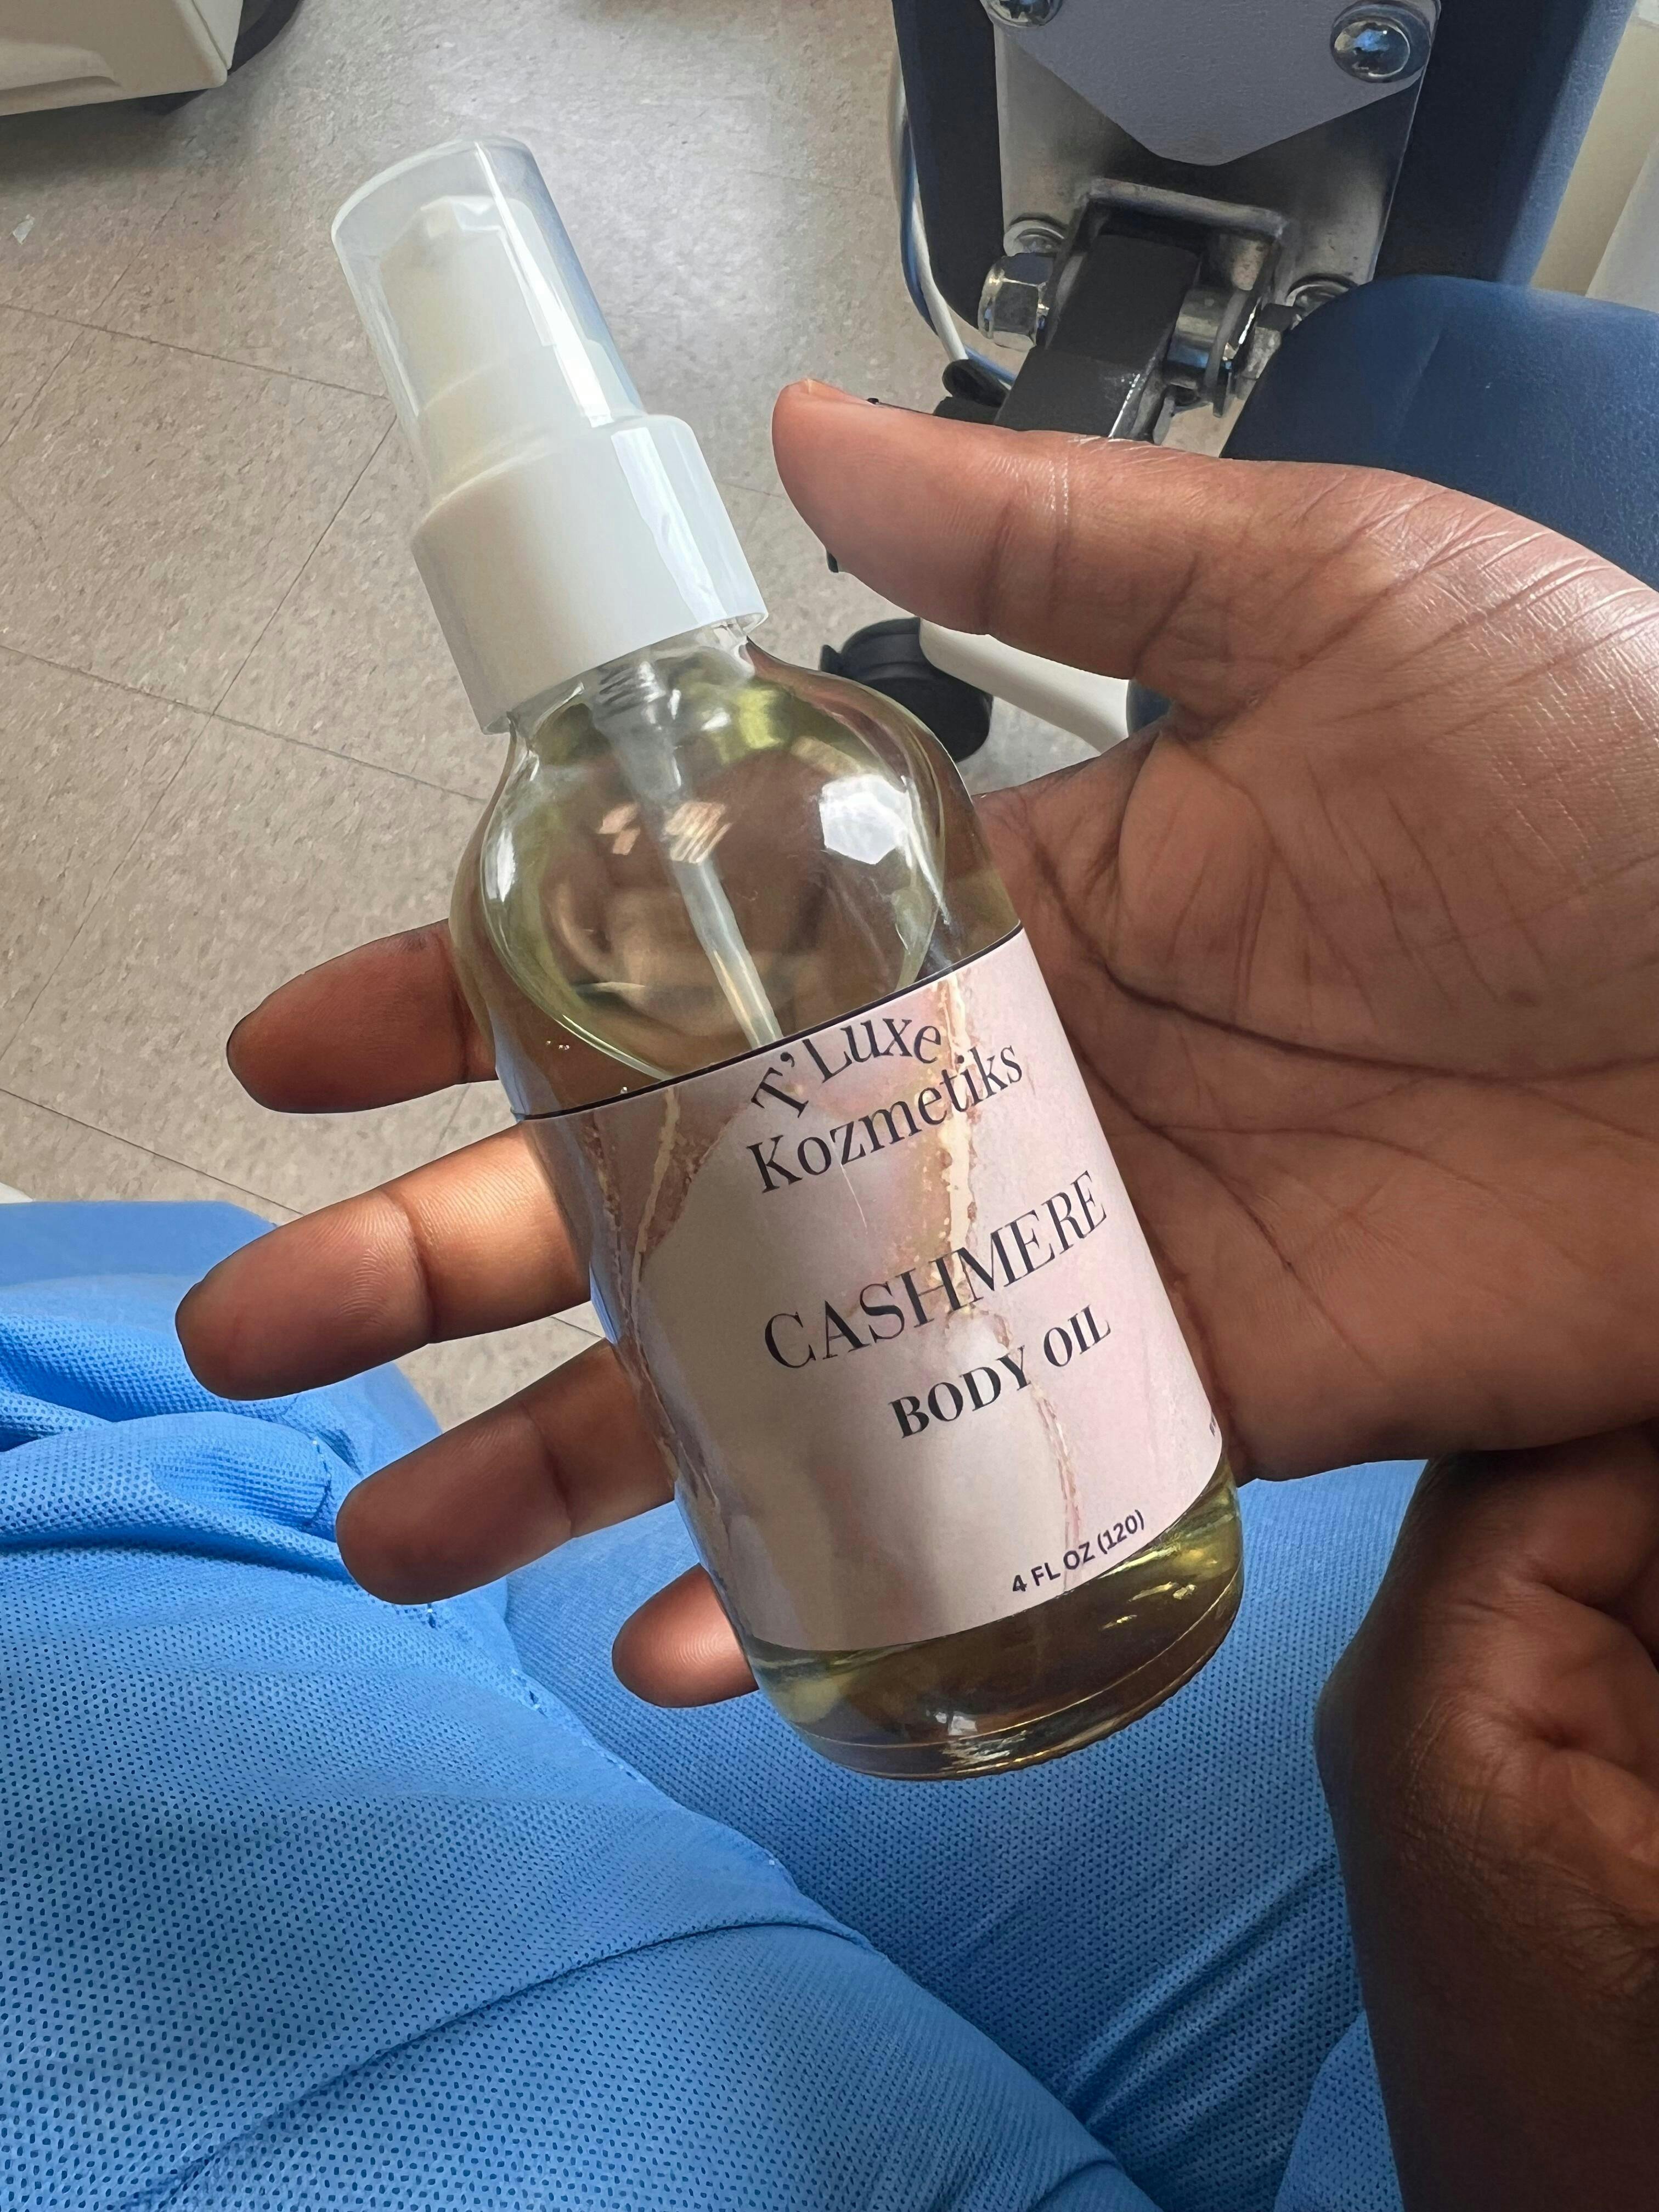 T'Luxe
Kozmetiks
CASHMERE
BODY OIL
4 FL OZ (120)